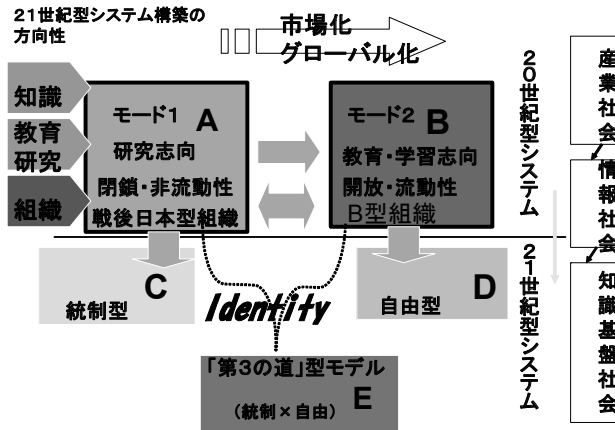 21世紀型システム構築の
方向性
市場化
グローバル化
知識
教育
研究
組織
モード1 A
研究志向
閉鎖・非流動性
戦後日本型組織
モード2 B
教育・学習志向
開放・流動性
B型組織
20世紀型システム
21世紀型システム
産業社会
情報社会
知識基盤社会
C
統制型
Identity
D
自由型
「第3の道」型モデル
(統制×自由) E